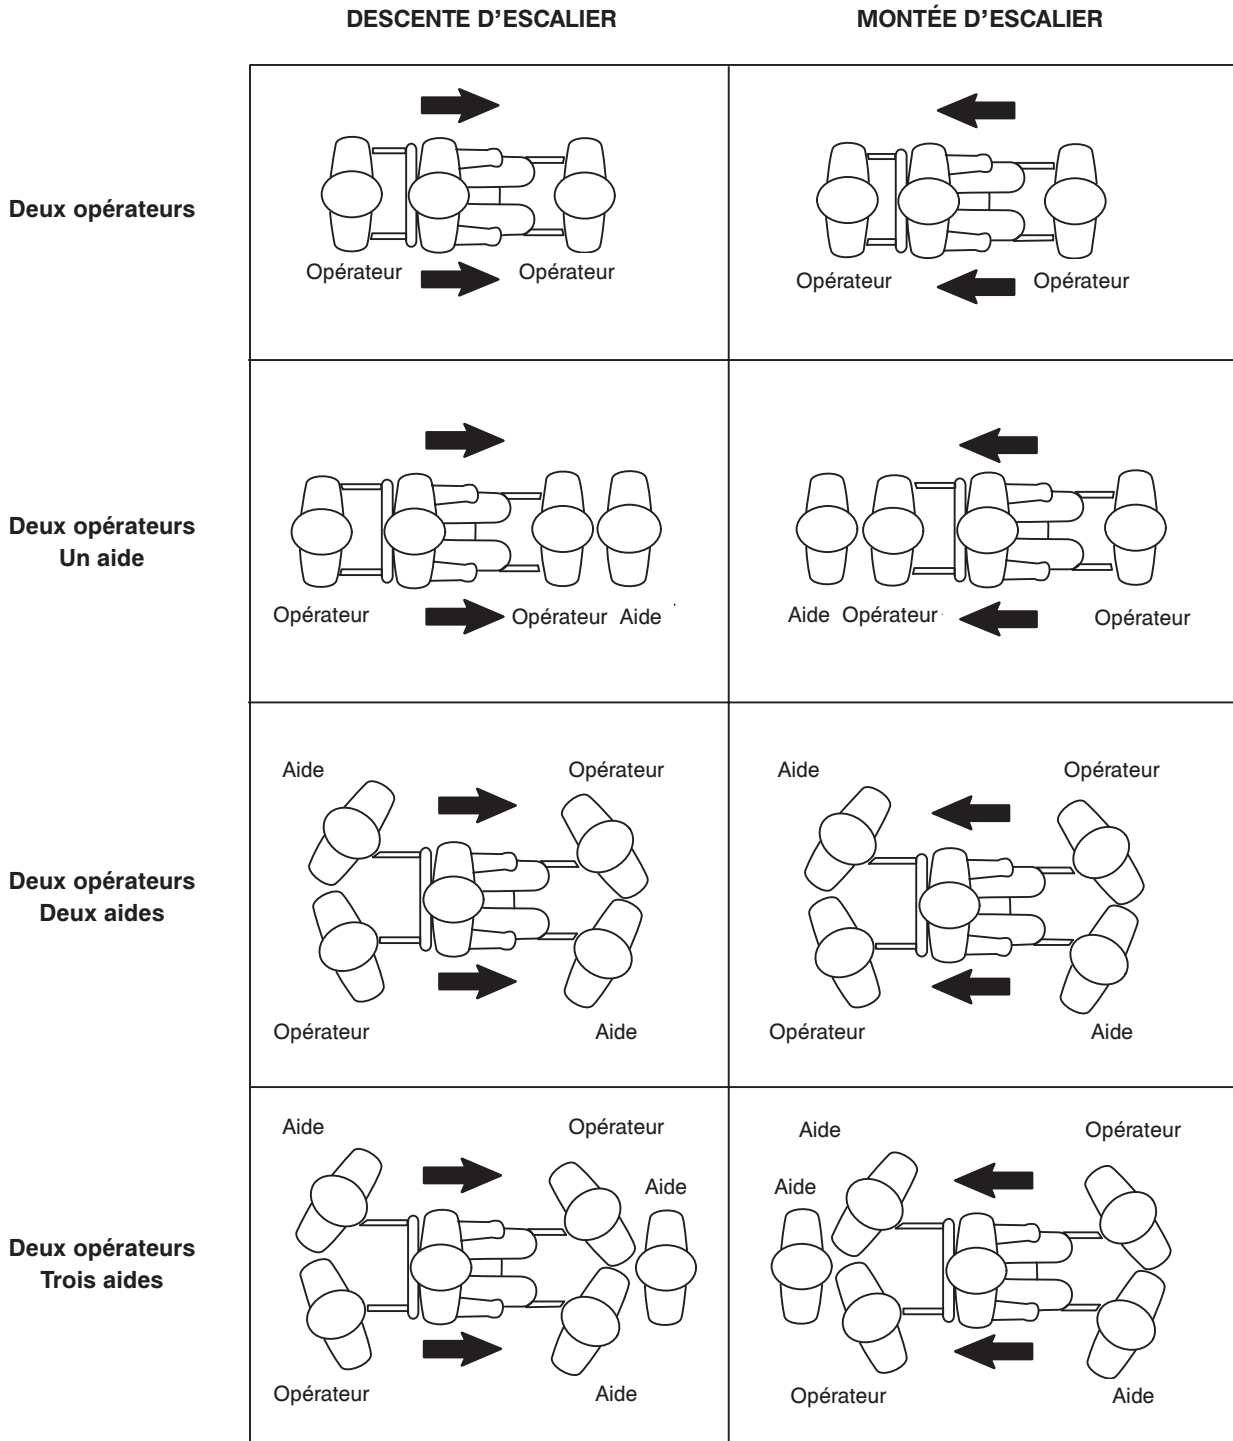 DESCENTE D'ESCALIER
MONTÉE D'ESCALIER
Deux opérateurs
Opérateur
Opérateur
Opérateur
Opérateur
Deux opérateurs
Un aide
Opérateur
Opérateur
Aide
Aide
Opérateur
Opérateur
Deux opérateurs
Deux aides
Aide
Opérateur
Opérateur
Aide
Aide
Opérateur
Opérateur
Aide
Deux opérateurs
Trois aides
Aide
Opérateur
Aide
Opérateur
Aide
Aide
Opérateur
Aide
Opérateur
Aide